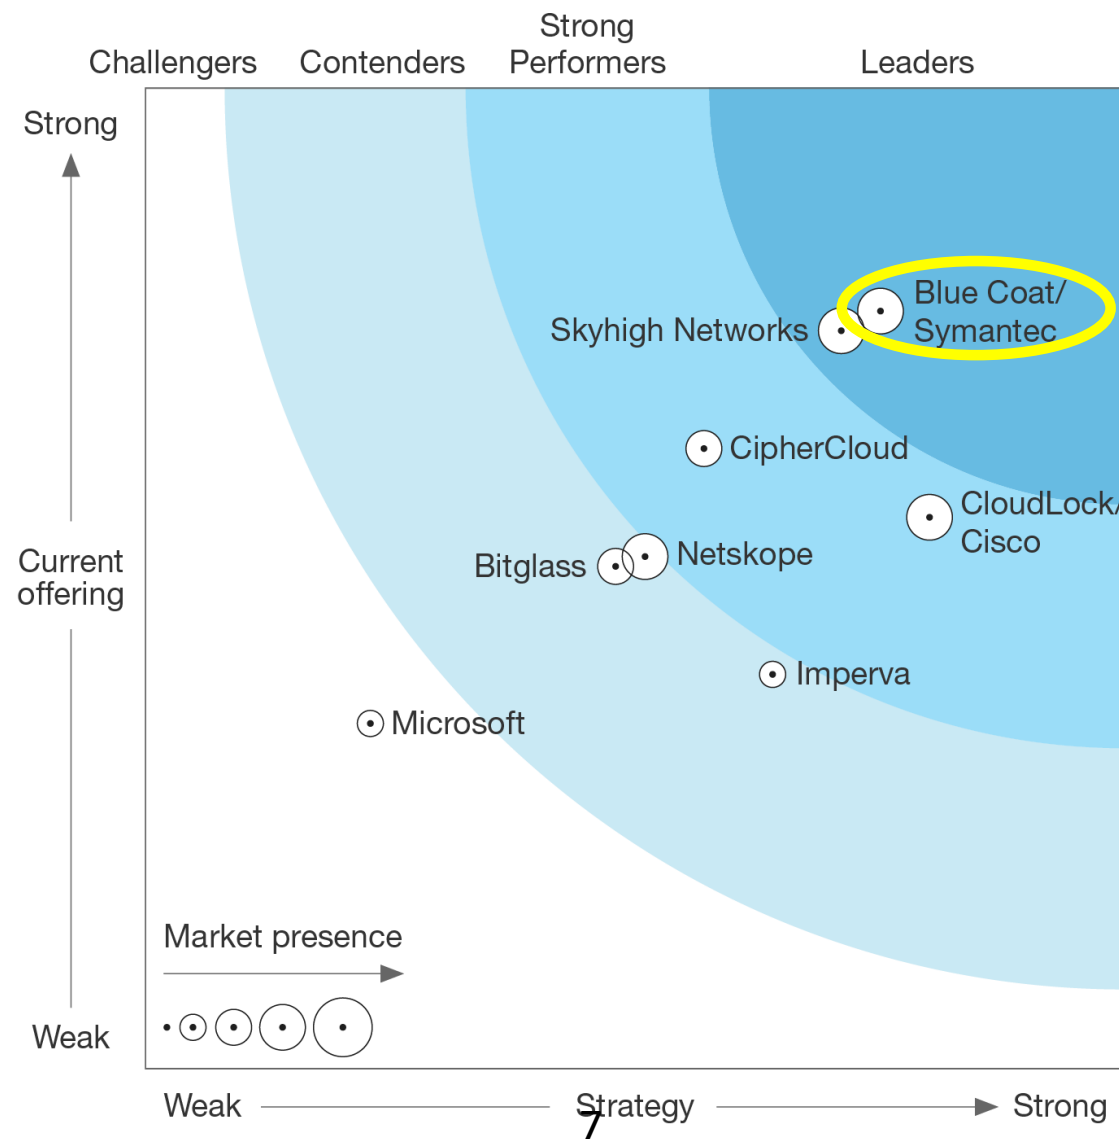 Strong
Challengers Contenders Performers Leaders
Strong
Blue Coat/
Skyhigh Networks Symantec
CipherCloud
CloudLock/
Cisco
Current
offering
Netskope
Bitglass
Imperva
Microsoft
Market presence
Weak
Weak Strategy Strong
7